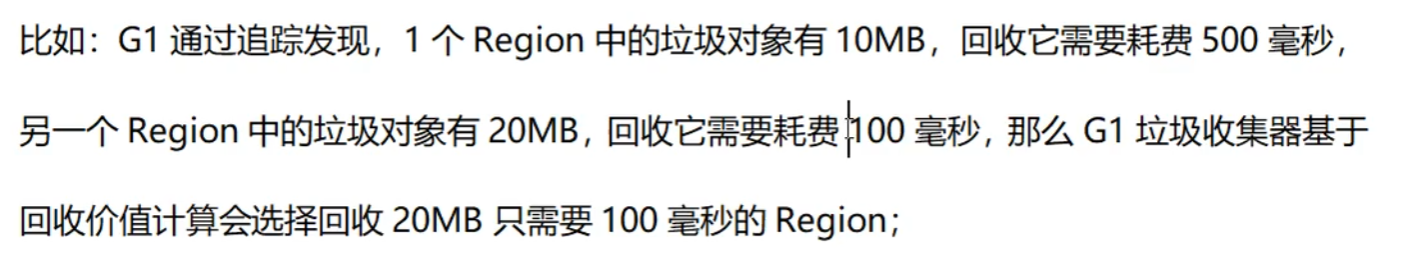 比如：G1 通过追踪发现，1 个 Region 中的垃圾对象有 10MB，回收它需要耗费 500 毫秒，
另一个 Region 中的垃圾对象有 20MB，回收它需要耗费 100 毫秒，那么 G1 垃圾收集器基于
回收价值计算会选择回收 20MB 只需要 100 毫秒的 Region；